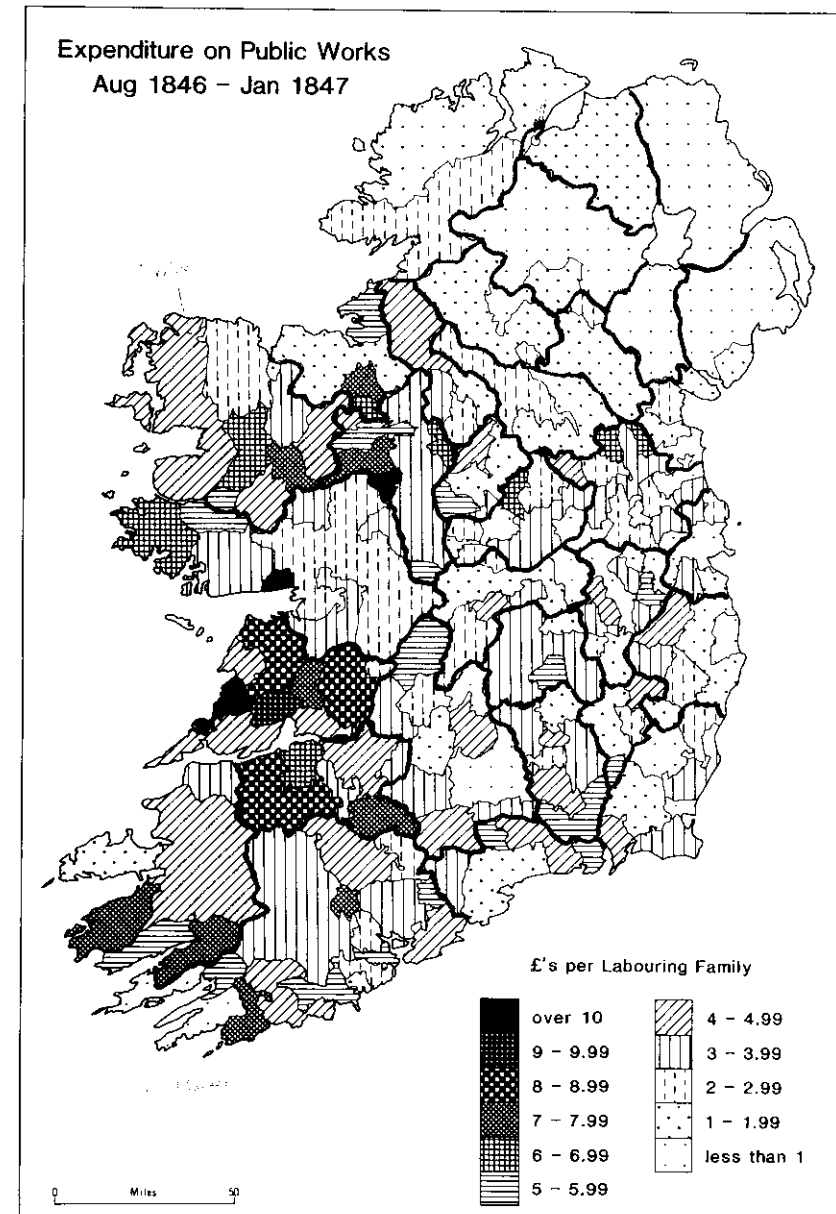 Expenditure on Public Works
Aug 1846 - Jan 1847
£'s per Labouring Family
over 10
9 - 9.99
8 - 8.99
7 - 7.99
6 - 6.99
5 - 5.99
4 - 4.99
3 - 3.99
2 - 2.99
1 - 1.99
less than 1
0 Miles 50